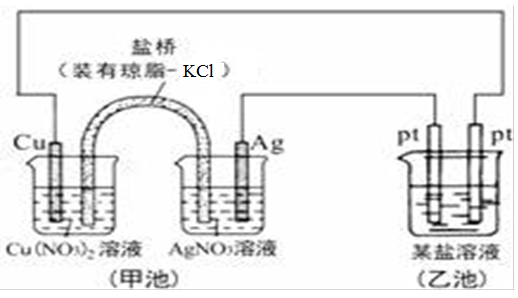 盐桥
(装有琼脂-KCl)
Cu
Ag
pt
pt
Cu(NO3)2溶液
AgNO3溶液
某盐溶液
(甲池)
(乙池)